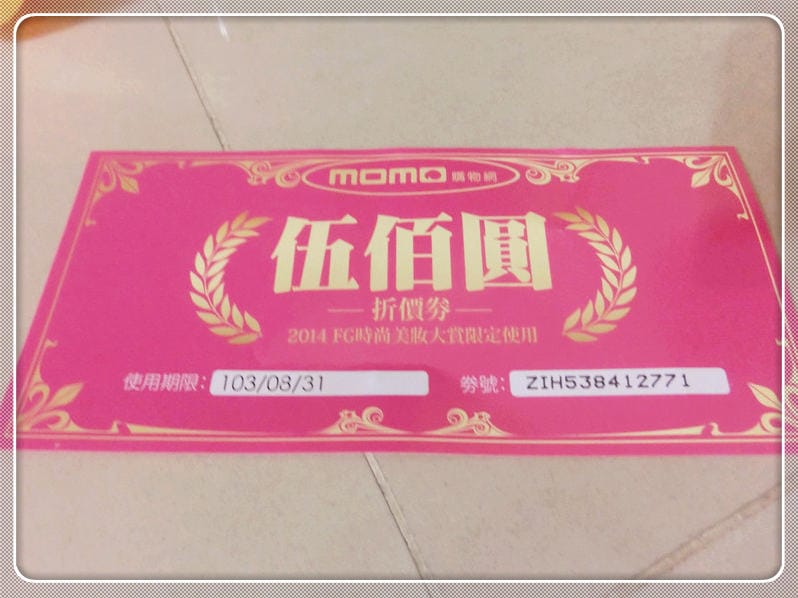 momo購物網
伍佰圓
折價券
2014 FG時尚美妝大賞限定使用
使用期限：103/08/31
券號：ZIH538412771